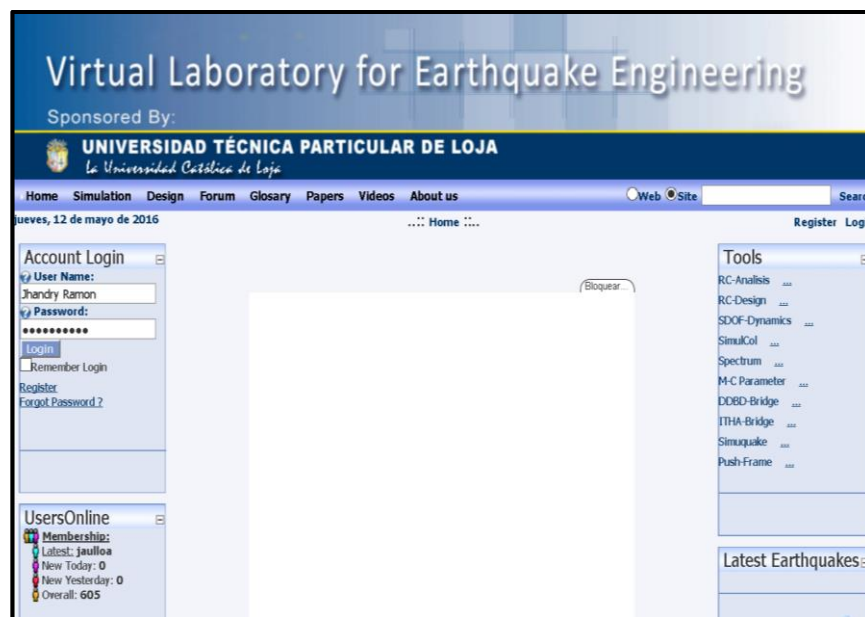 Virtual Laboratory for Earthquake Engineering
Sponsored By:
UNIVERSIDAD TÉCNICA PARTICULAR DE LOJA
La Universidad Católica de Loja
Home Simulation Design Forum Glosary Papers Videos About us Web Site Searc
jueves, 12 de mayo de 2016 ..:: Home ::.. Register Logi
Account Login
User Name:
Jhandry Ramon
Password:
••••••••••
Login
Remember Login
Register
Forgot Password ?
UsersOnline
Membership:
Latest: jaulloa
New Today: 0
New Yesterday: 0
Overall: 605
Bloquear...
Tools
RC-Analisis ...
RC-Design ...
SDOF-Dynamics ...
SimulCol ...
Spectrum ...
M-C Parameter ...
DDBD-Bridge ...
ITHA-Bridge ...
Simuquake ...
Push-Frame ...
Latest Earthquakes